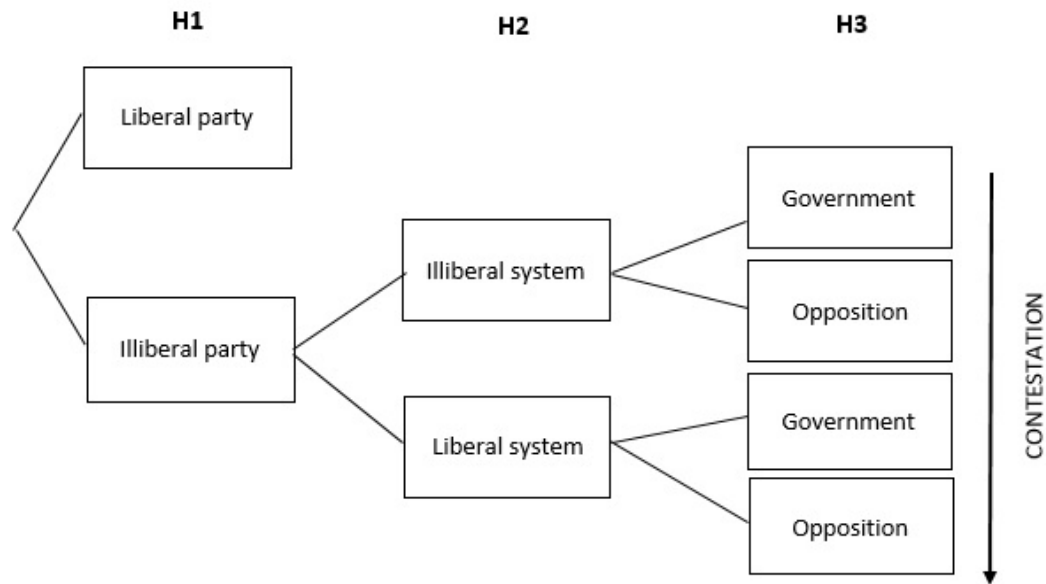 H1
H2
H3
Liberal party
Illiberal party
Illiberal system
Liberal system
Government
Opposition
Government
Opposition
CONTESTATION